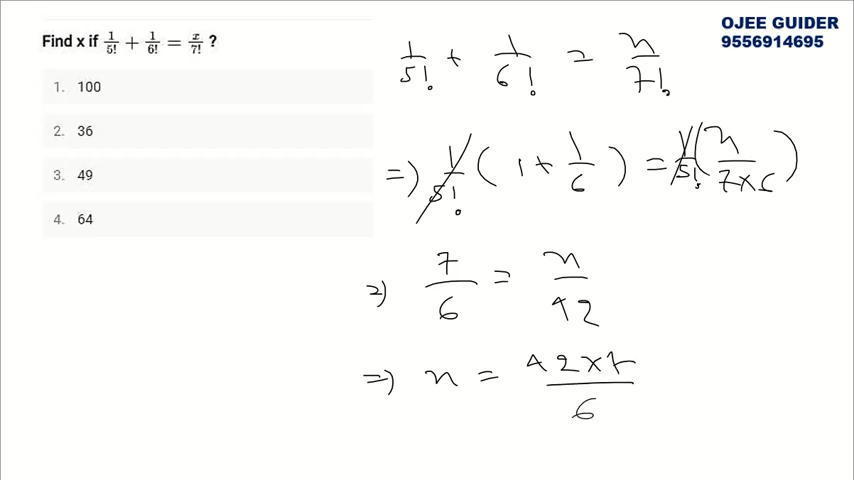 OJEE GUIDER
9556914695
Find x if 1/5! + 1/6! = x/7! ?
1. 100
2. 36
3. 49
4. 64
1/5! + 1/6! = x/7!
=) 1/5! ( 1 + 1/6 ) = 1/5! ( x/7×6 )
=) 7/6 = x/42
=) x = 42×7/6